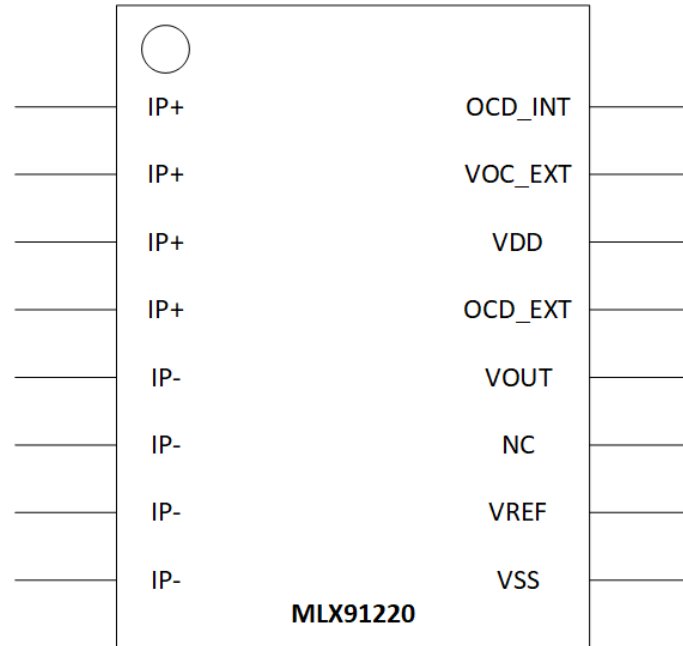 IP+ OCD_INT
IP+ VOC_EXT
IP+ VDD
IP+ OCD_EXT
IP- VOUT
IP- NC
IP- VREF
IP- VSS
MLX91220